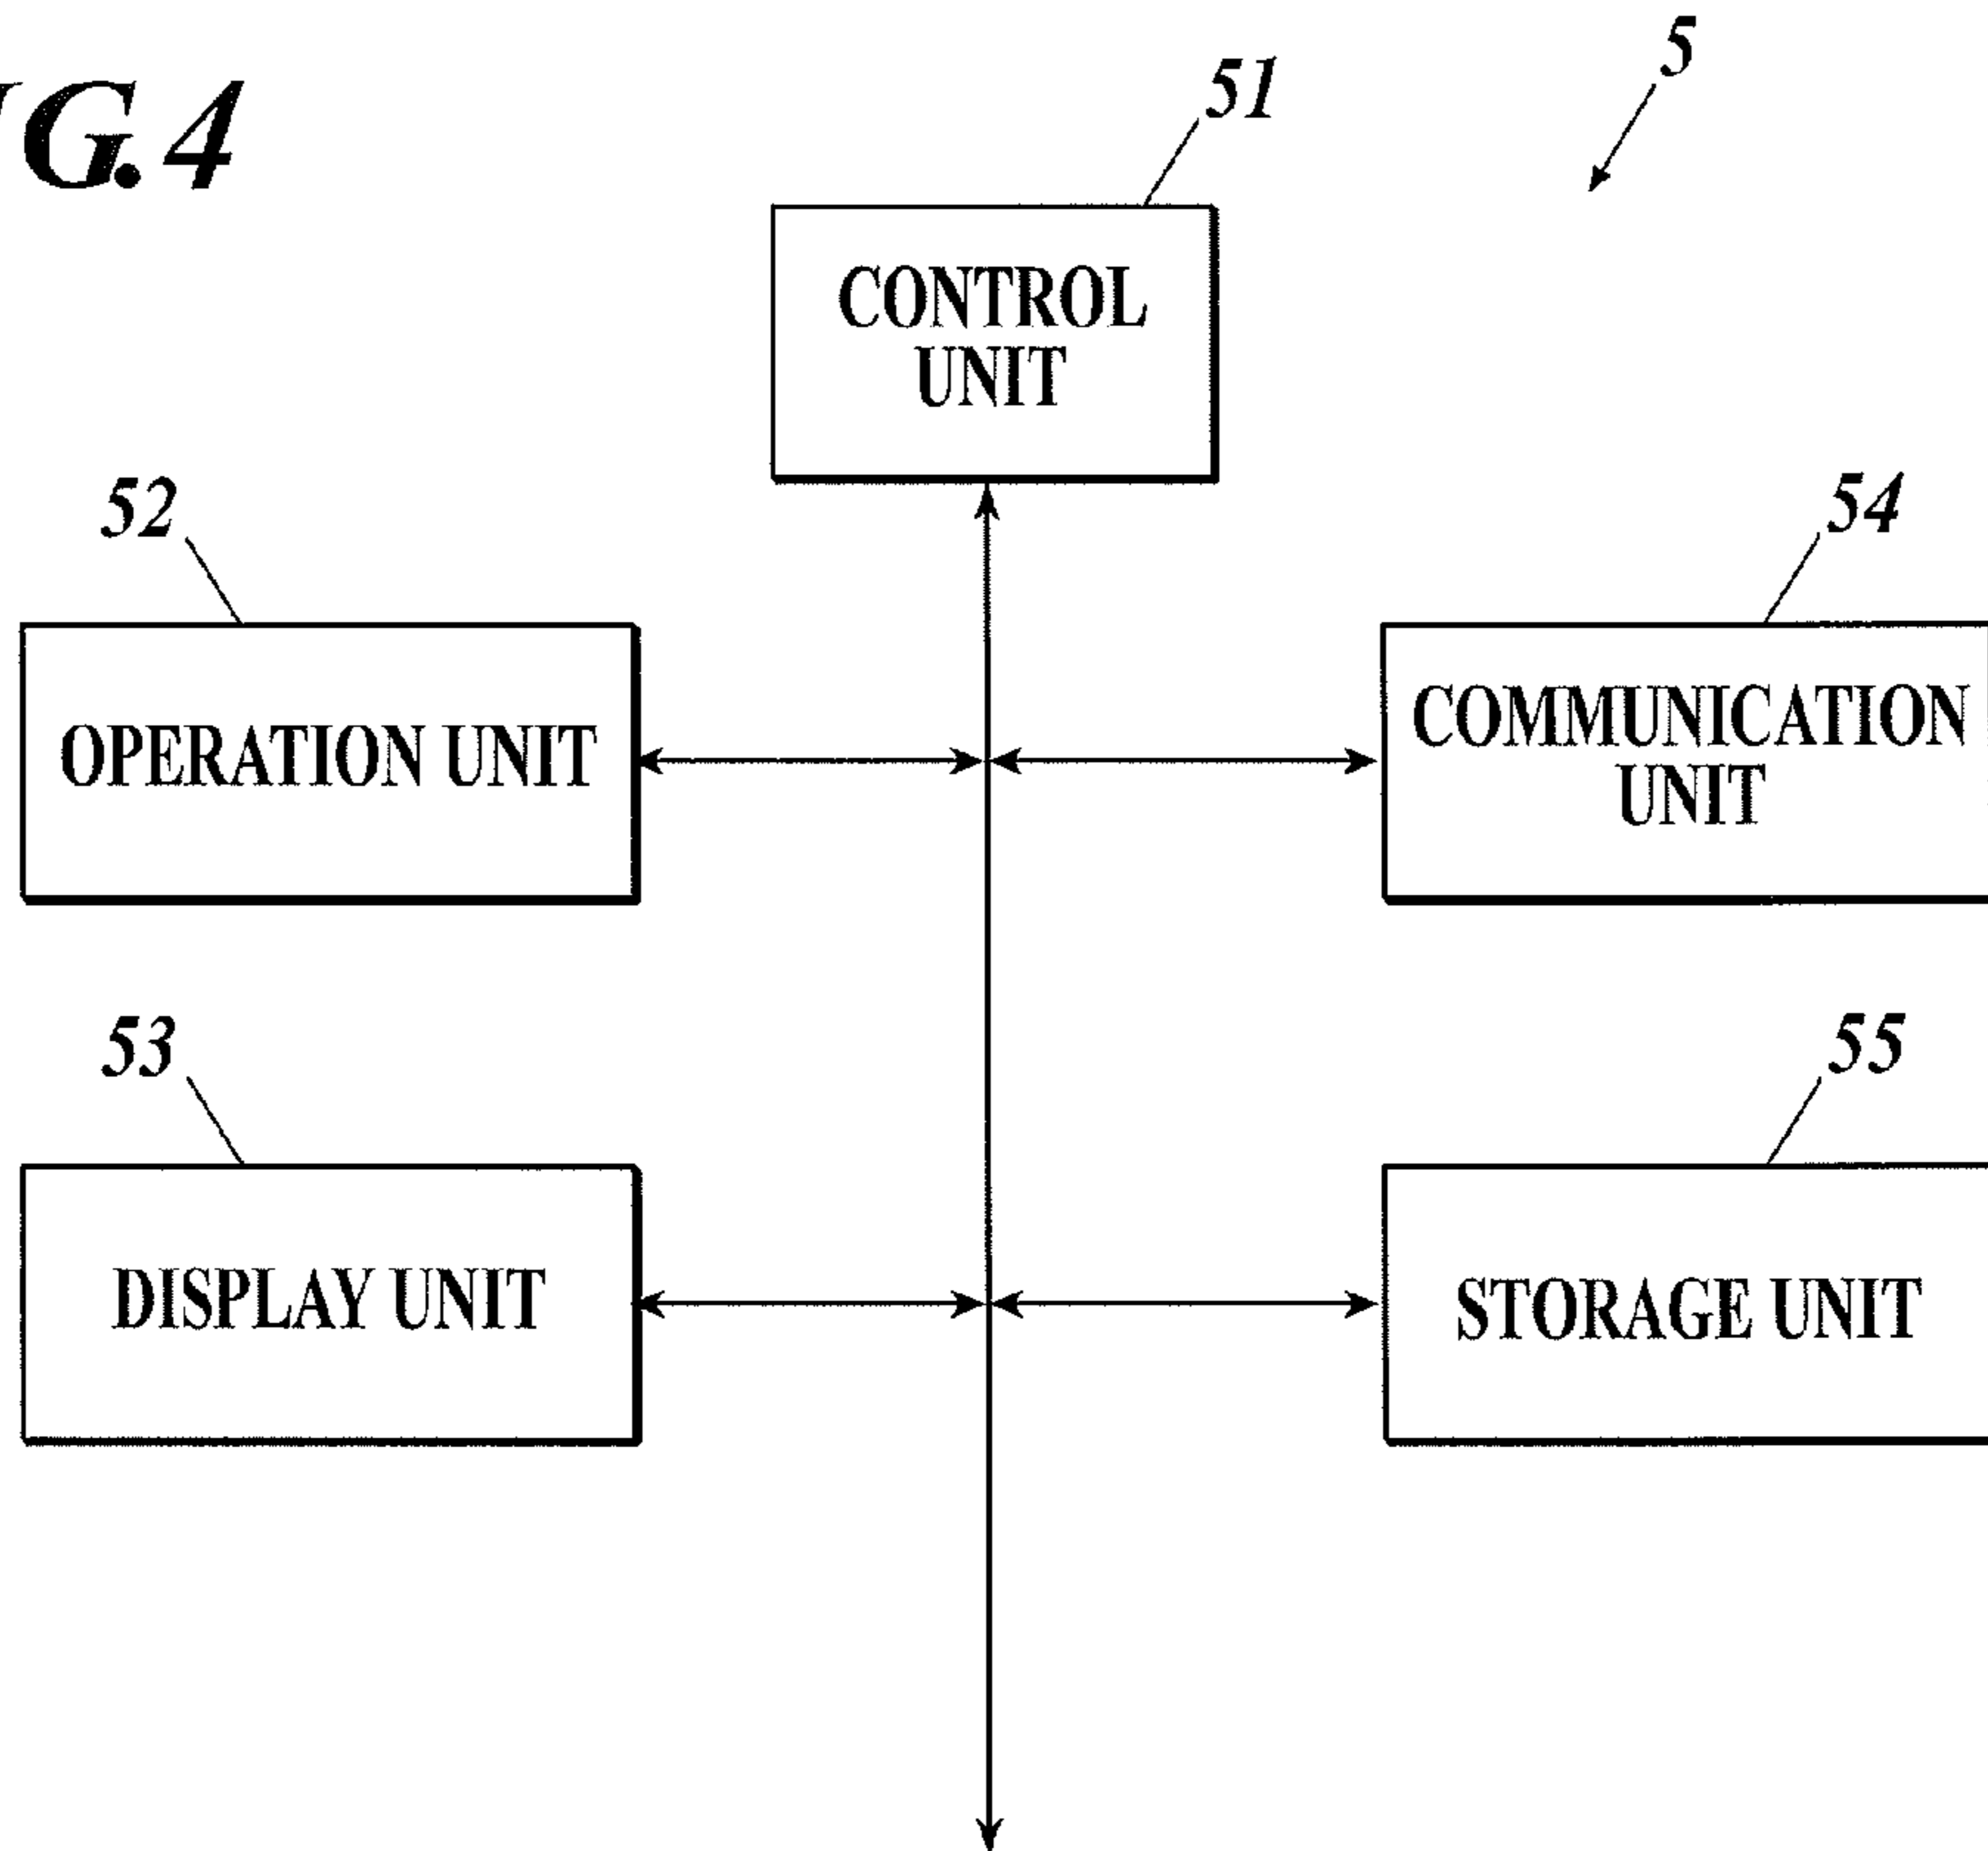 G.4
5
51
CONTROL
UNIT
52
54
OPERATION UNIT
COMMUNICATION
UNIT
53
55
DISPLAY UNIT
STORAGE UNIT